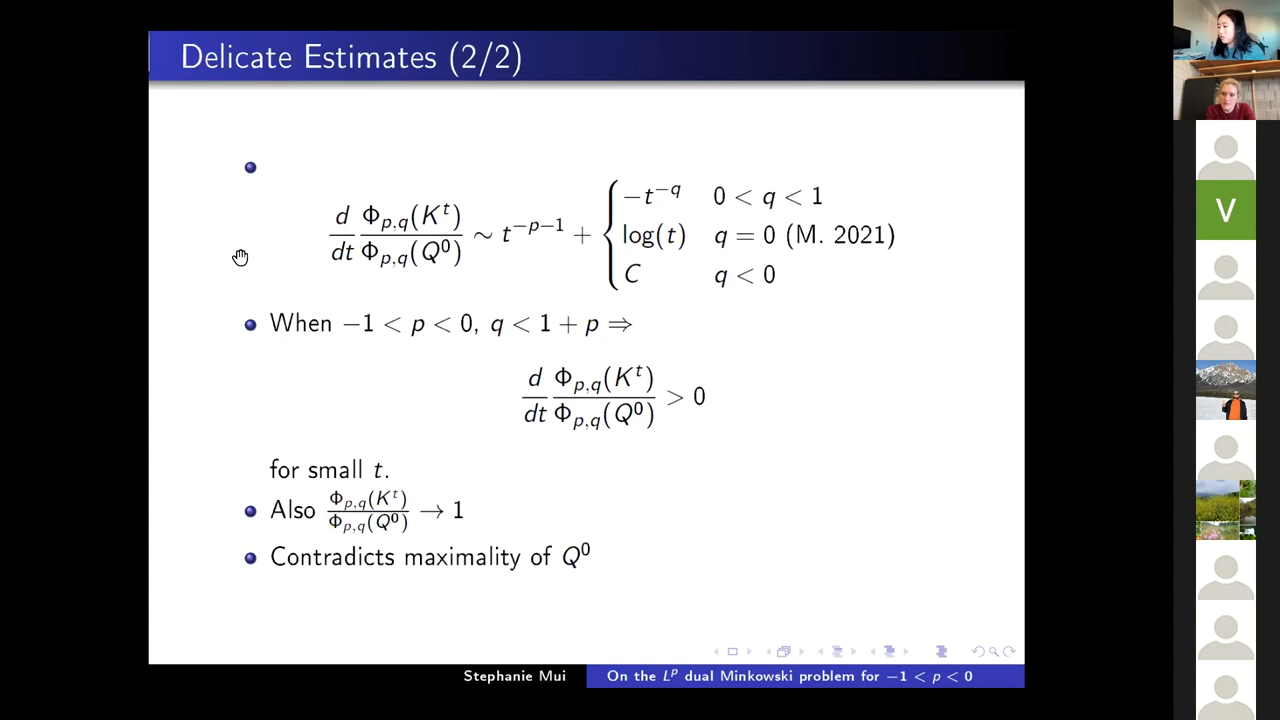 Delicate Estimates (2/2)
d/dt Φ_{p,q}(K^t)/Φ_{p,q}(Q^0) ∼ t^{−p−1} + { −t^{−q} 0 < q < 1
log(t) q = 0 (M. 2021)
C q < 0
When −1 < p < 0, q < 1 + p ⇒
d/dt Φ_{p,q}(K^t)/Φ_{p,q}(Q^0) > 0
for small t.
Also Φ_{p,q}(K^t)/Φ_{p,q}(Q^0) → 1
Contradicts maximality of Q^0
Stephanie Mui On the L^p dual Minkowski problem for −1 < p < 0
V